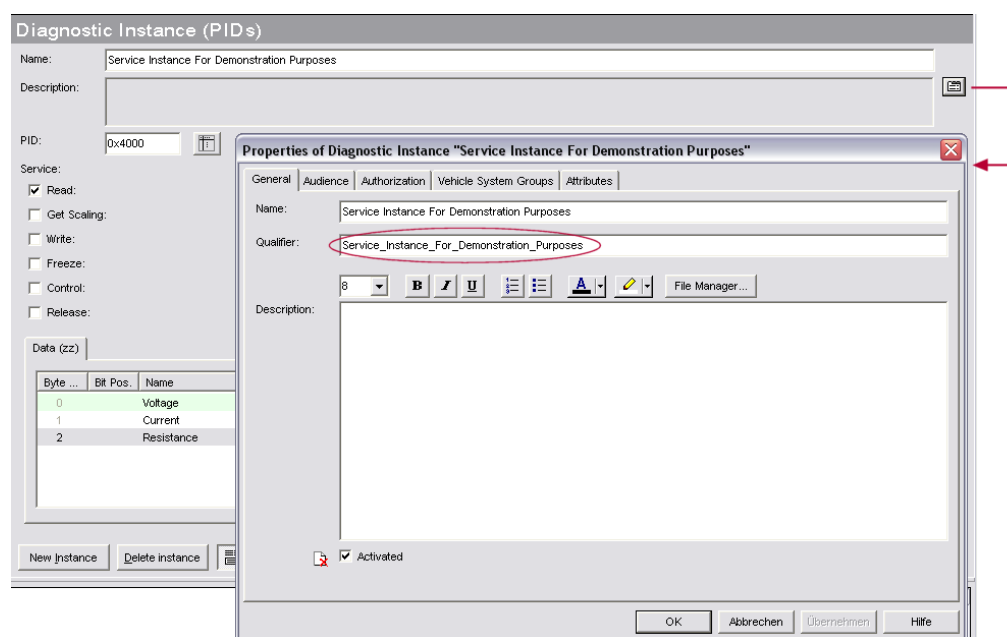 Diagnostic Instance (PIDs)
Name: Service Instance For Demonstration Purposes
Description:
PID: 0x4000
Service:
Read:
Get Scaling:
Write:
Freeze:
Control:
Release:
Data (zz)
Byte ... Bit Pos. Name
0 Voltage
1 Current
2 Resistance
New Instance Delete instance
Properties of Diagnostic Instance "Service Instance For Demonstration Purposes"
General Audience Authorization Vehicle System Groups Attributes
Name: Service Instance For Demonstration Purposes
Qualifier: Service_Instance_For_Demonstration_Purposes
8 B I U A File Manager...
Description:
Activated
OK Abbrechen Übernehmen Hilfe